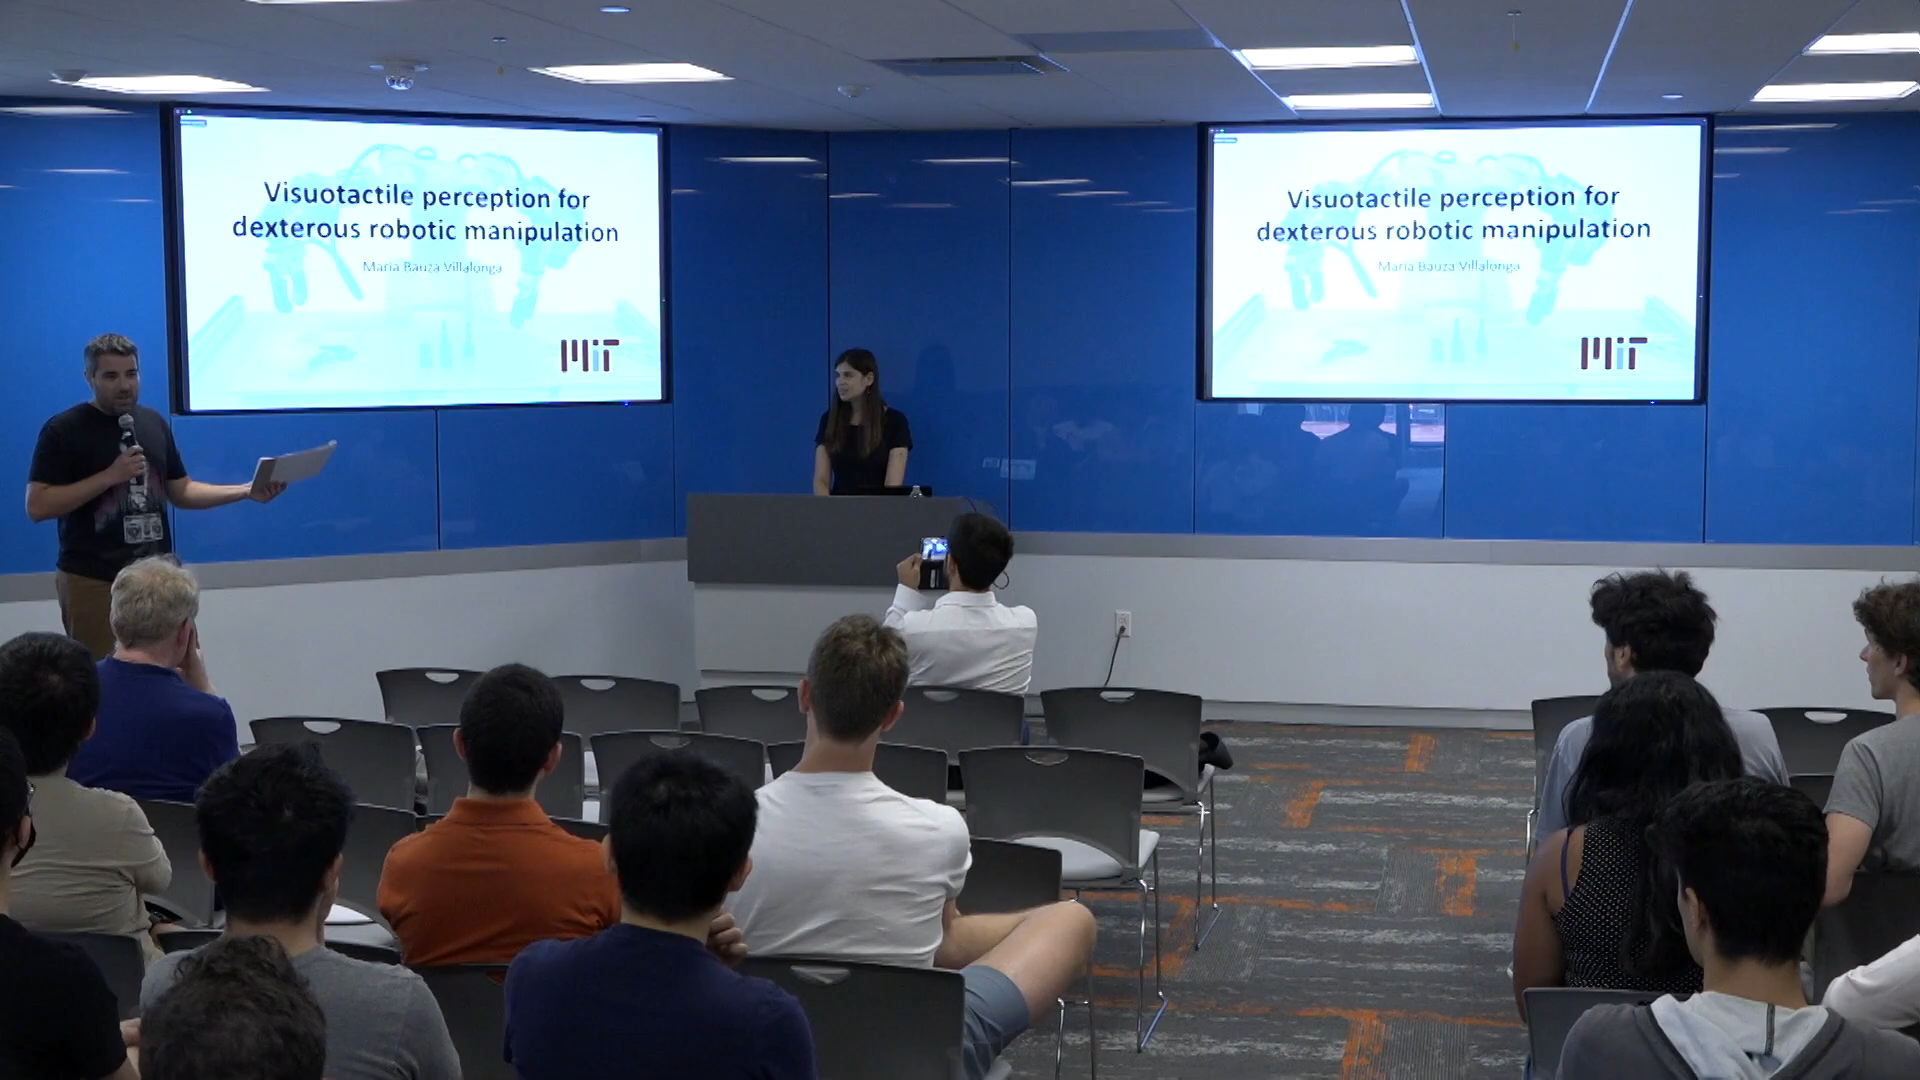 Visuotactile perception for
dexterous robotic manipulation
Maria Bauza Villalonga
MIT
Visuotactile perception for
dexterous robotic manipulation
Maria Bauza Villalonga
MIT